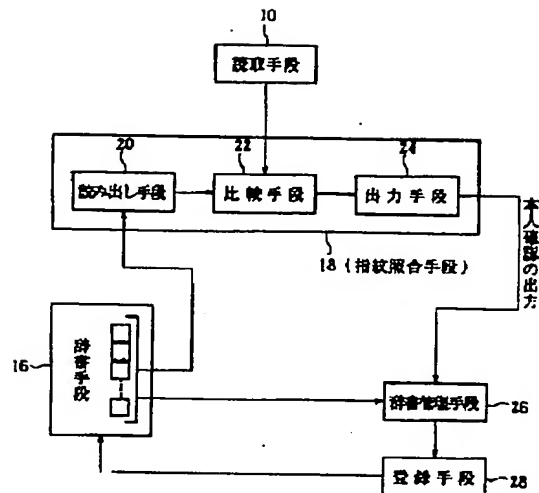 10
読取手段
20
22
24
読み出し手段
比較手段
出力手段
18(指紋照合手段)
本人確認の出力
16
辞書手段
辞書管理手段
26
登録手段
28